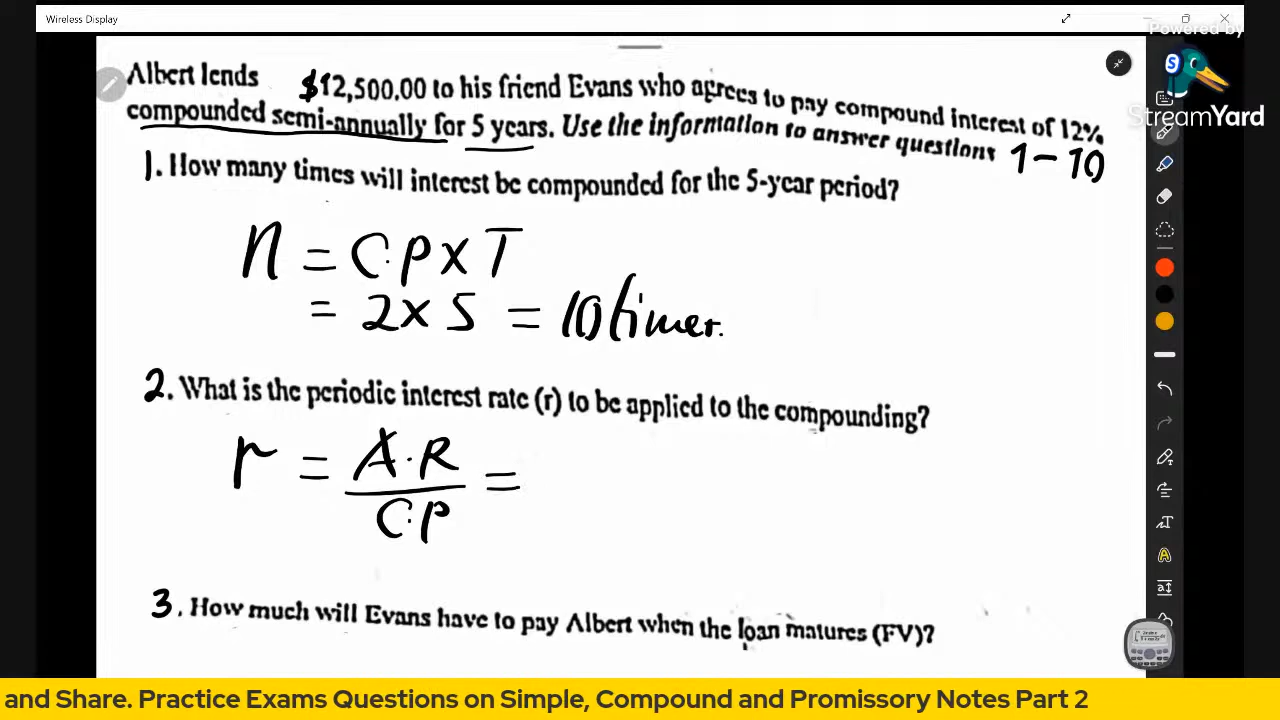 Wireless Display
Powered by
StreamYard
Albert lends $12,500.00 to his friend Evans who agrees to pay compound interest of 12%
compounded semi-annually for 5 years. Use the information to answer questions 1-10
1. How many times will interest be compounded for the 5-year period?
n = C.P x T
= 2 x 5 = 10 times.
2. What is the periodic interest rate (r) to be applied to the compounding?
r = A.R / C.P =
3. How much will Evans have to pay Albert when the loan matures (FV)?
and Share. Practice Exams Questions on Simple, Compound and Promissory Notes Part 2